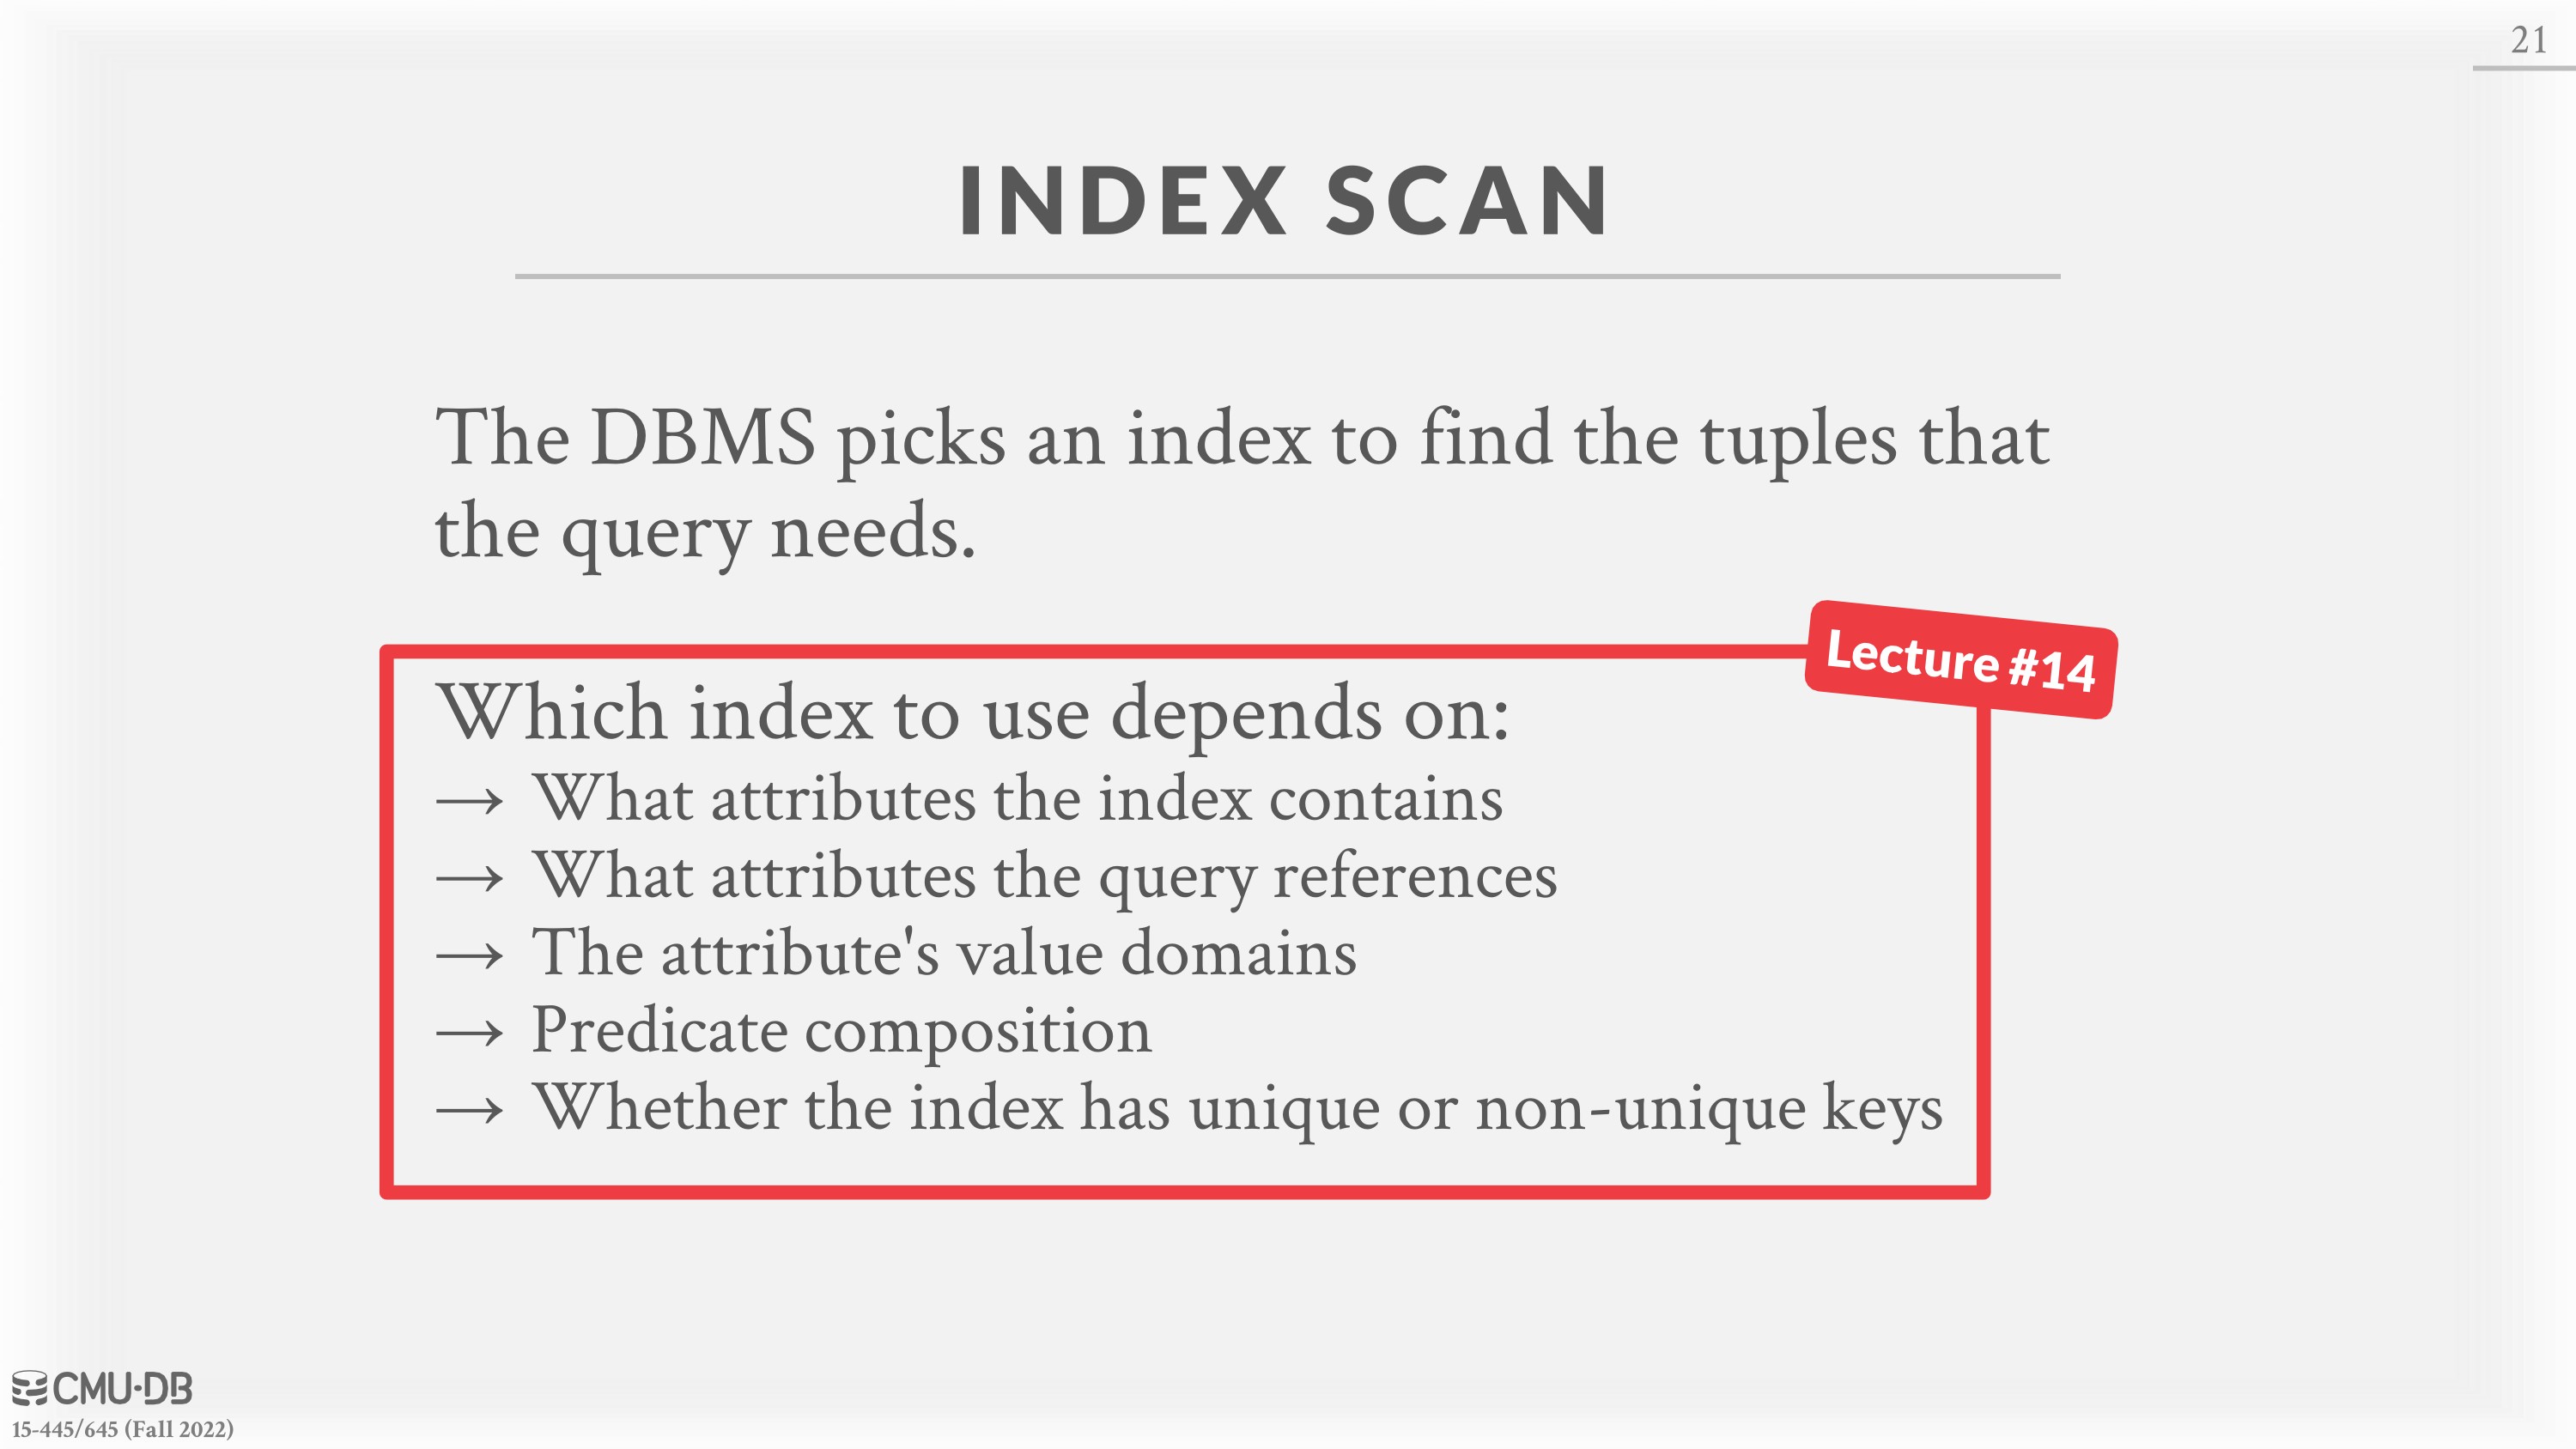 21
INDEX SCAN
The DBMS picks an index to find the tuples that
the query needs.
Lecture #14
Which index to use depends on:
→ What attributes the index contains
→ What attributes the query references
→ The attribute's value domains
→ Predicate composition
→ Whether the index has unique or non-unique keys
CMU·DB
15-445/645 (Fall 2022)